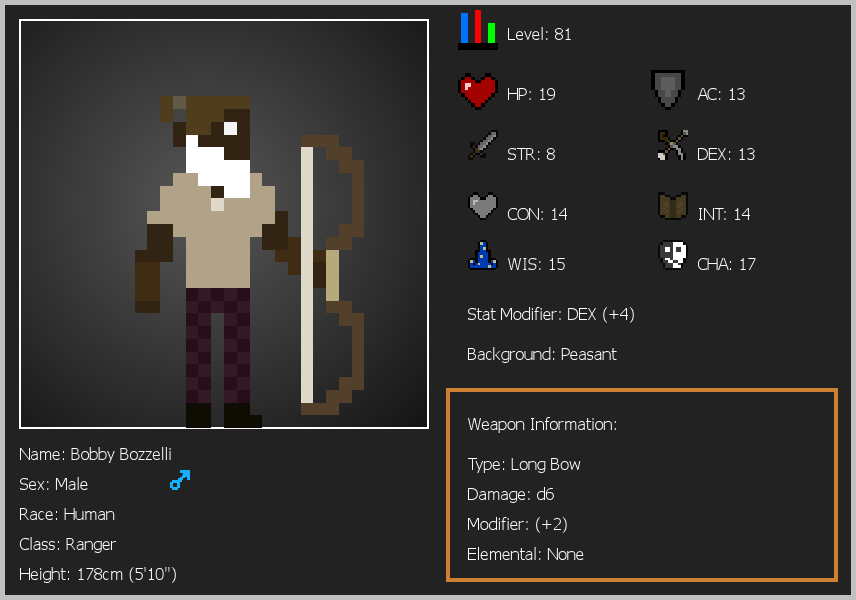 Level: 81
HP: 19
AC: 13
STR: 8
DEX: 13
CON: 14
INT: 14
WIS: 15
CHA: 17
Stat Modifier: DEX (+4)
Background: Peasant
Weapon Information:
Type: Long Bow
Damage: d6
Modifier: (+2)
Elemental: None
Name: Bobby Bozzelli
Sex: Male
Race: Human
Class: Ranger
Height: 178cm (5'10")